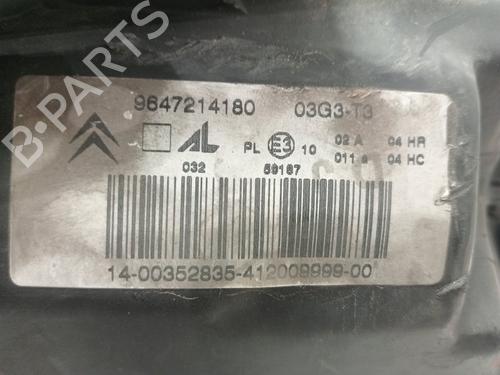 9647214180 03G3-T3
AL PL E3 10 02 A 04 HR
011 a 04 HC
032 59187
14-00352835-412009999-00
B-PARTS